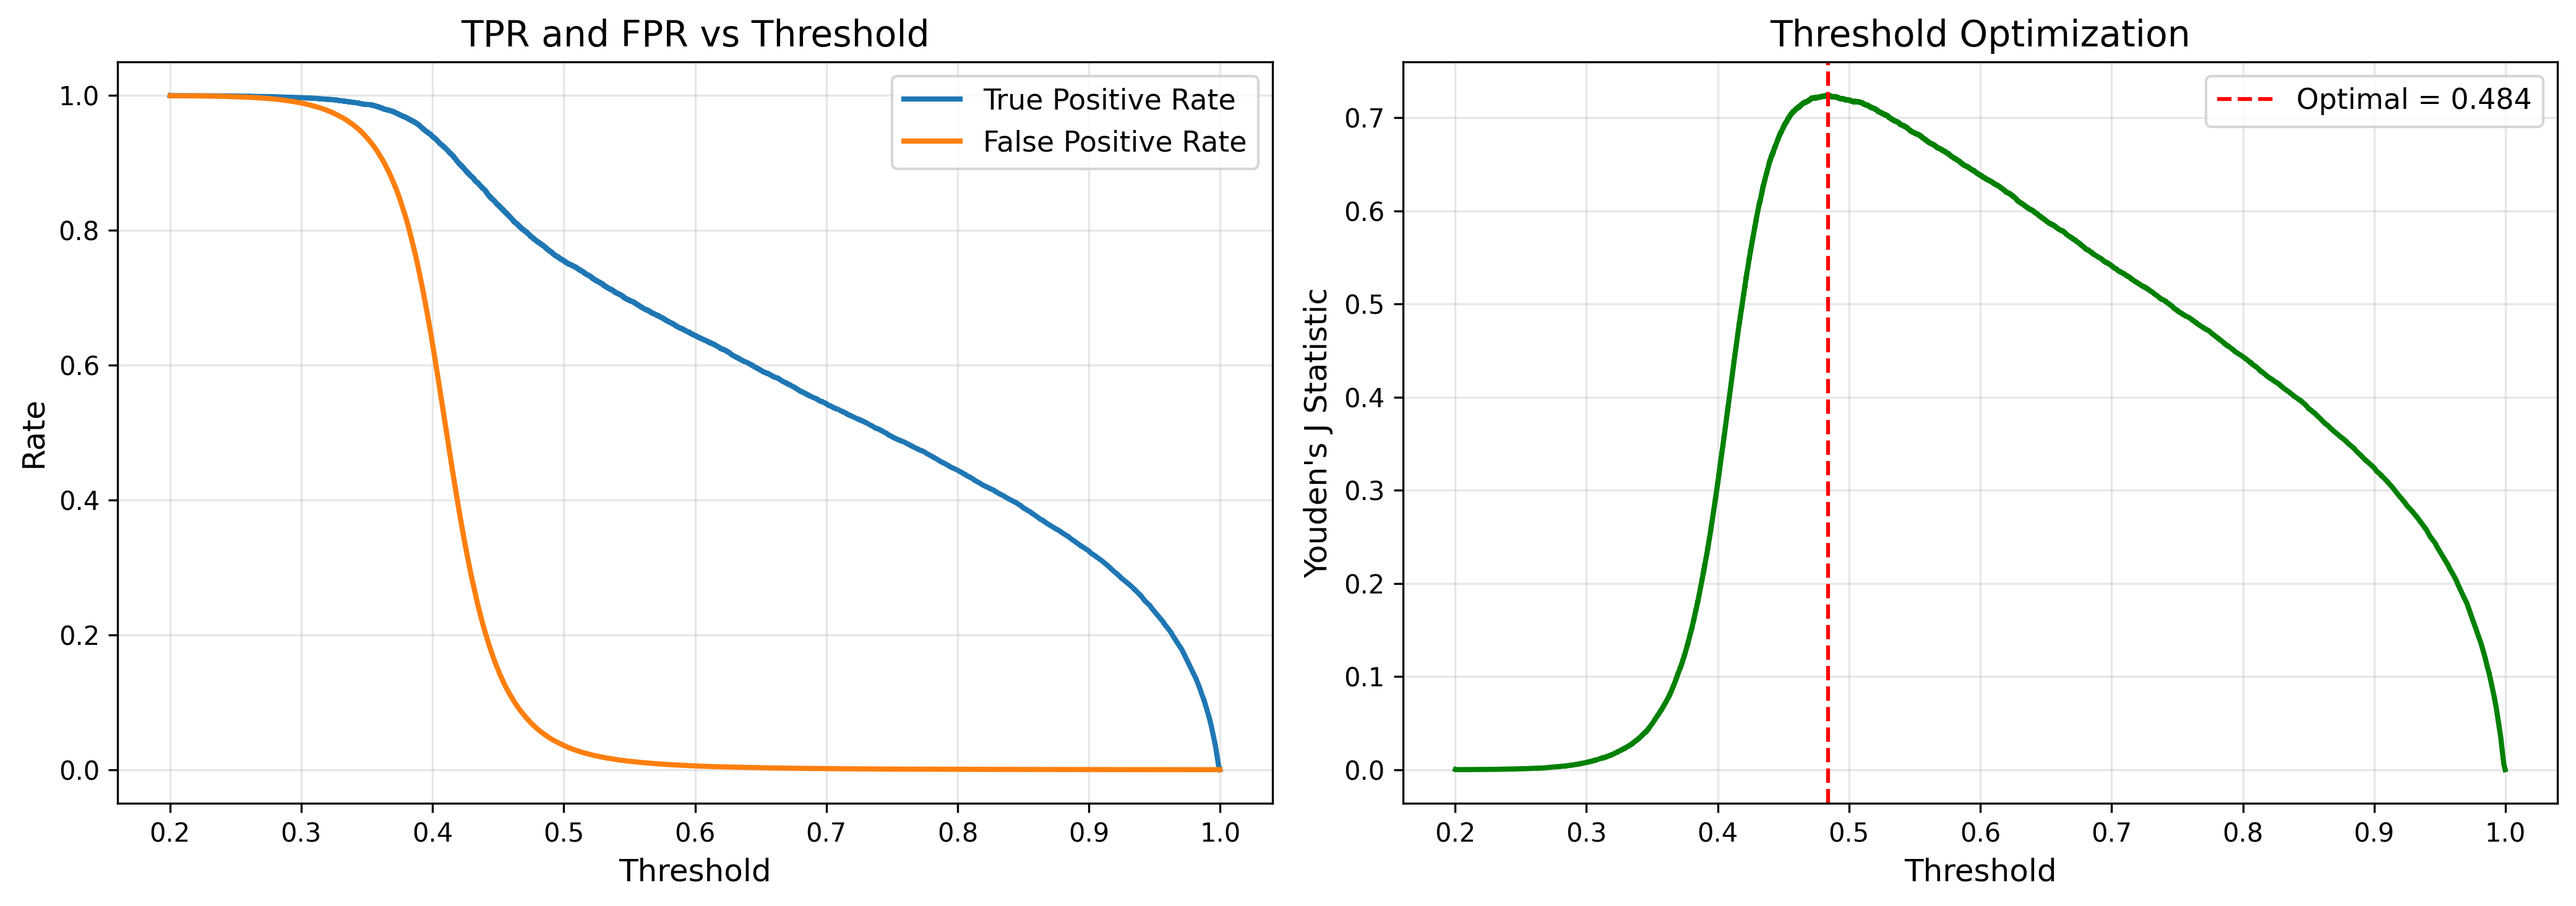 TPR and FPR vs Threshold
True Positive Rate
False Positive Rate
Rate
1.0
0.8
0.6
0.4
0.2
0.0
0.2 0.3 0.4 0.5 0.6 0.7 0.8 0.9 1.0
Threshold
Threshold Optimization
Optimal = 0.484
Youden's J Statistic
0.7
0.6
0.5
0.4
0.3
0.2
0.1
0.0
0.2 0.3 0.4 0.5 0.6 0.7 0.8 0.9 1.0
Threshold